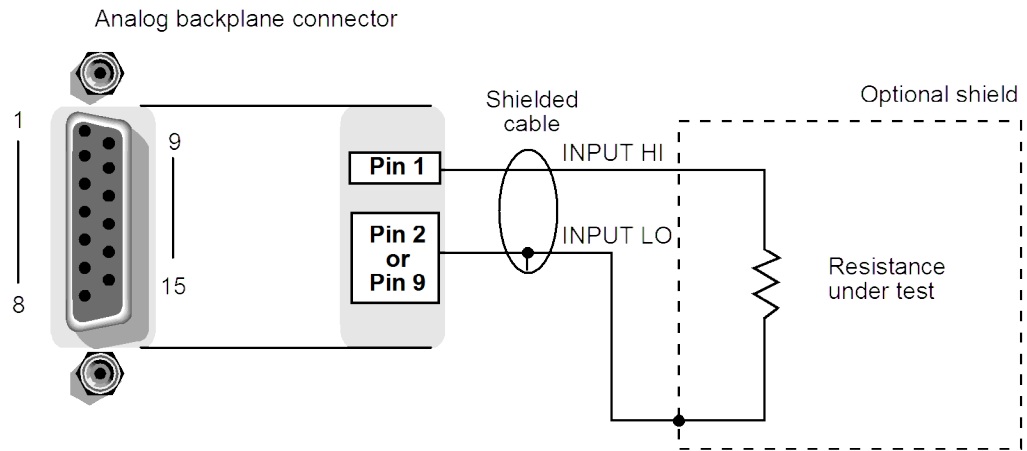 Analog backplane connector
Optional shield
Shielded
cable
1
9
INPUT HI
Pin 1
INPUT LO
Pin 2
or
Pin 9
Resistance
under test
15
8